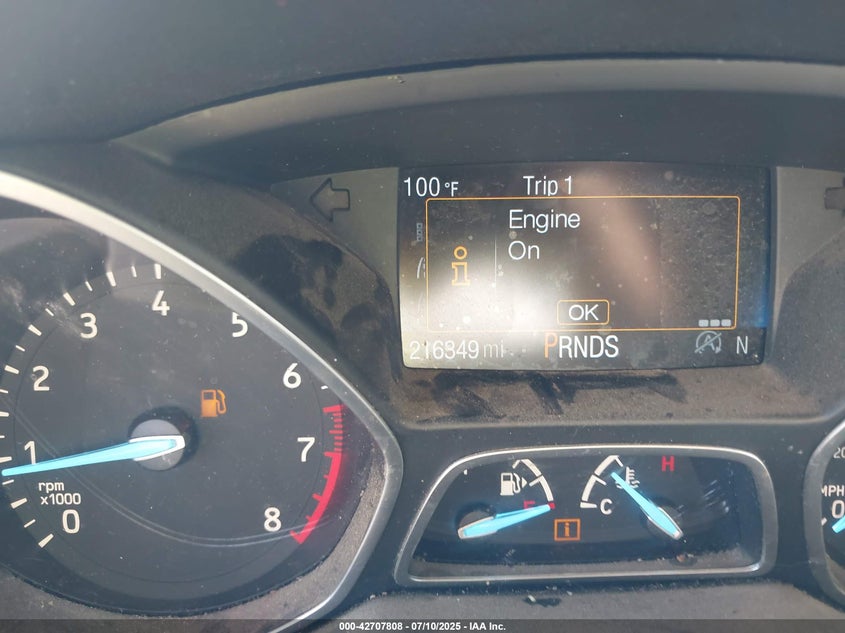 100 °F Trip 1
Engine
On
OK
216349 mi PRNDS N
0 1 2 3 4 5 6 7 8
rpm
x1000
H
C
MPH
0
000-42707808 - 07/10/2025 - IAA Inc.